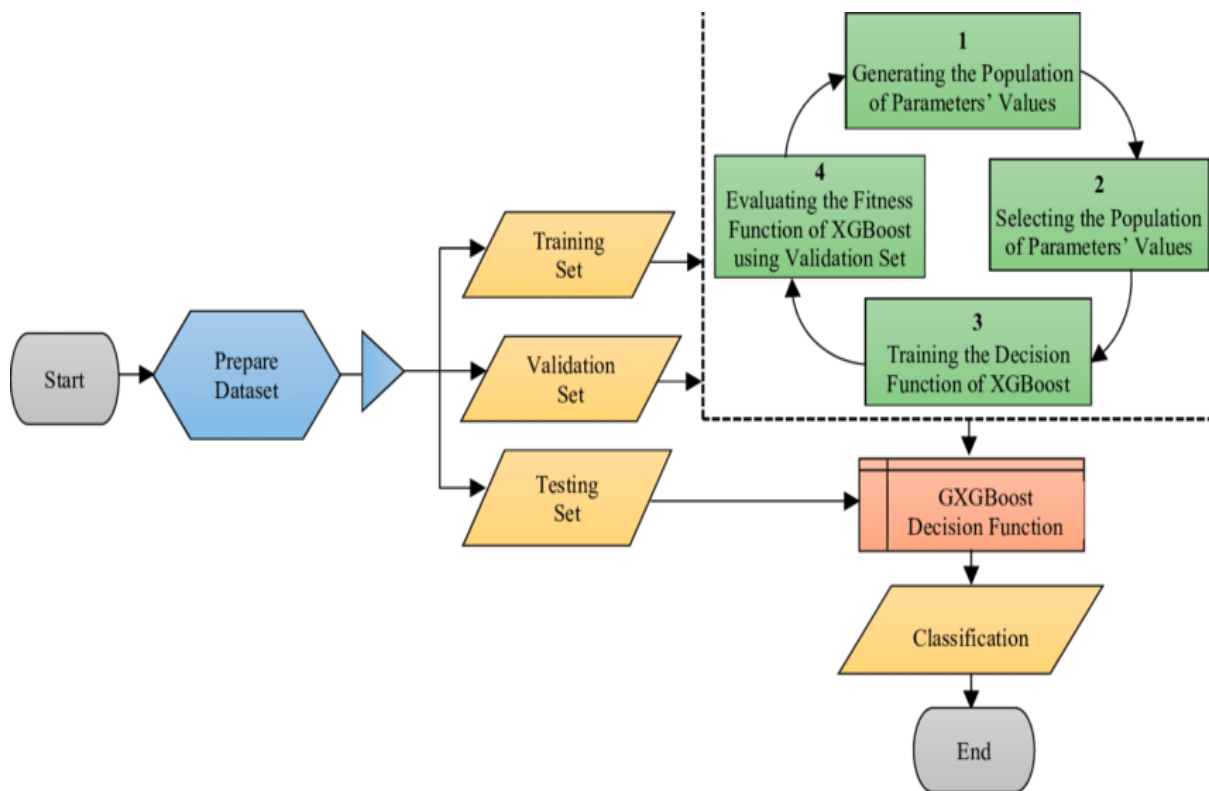 Start
Prepare
Dataset
Training
Set
Validation
Set
Testing
Set
1
Generating the Population
of Parameters’ Values
2
Selecting the Population
of Parameters’ Values
3
Training the Decision
Function of XGBoost
4
Evaluating the Fitness
Function of XGBoost
using Validation Set
GXGBoost
Decision Function
Classification
End